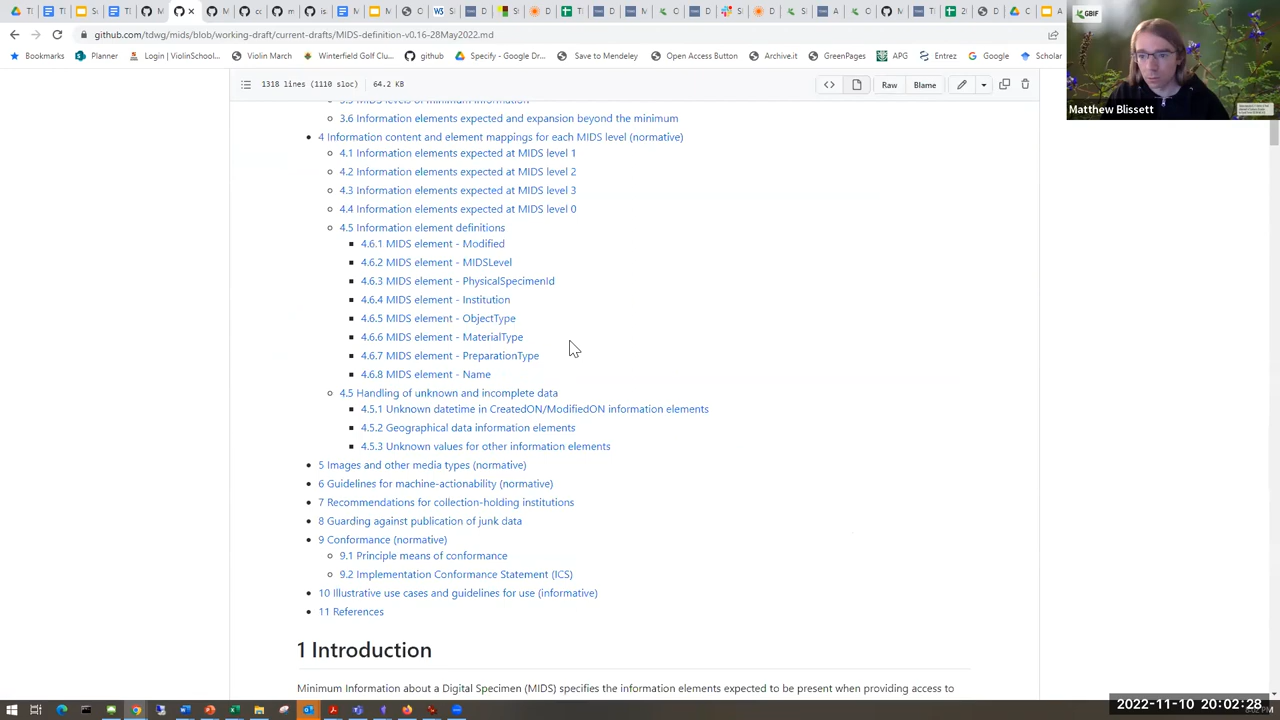 github.com/tdwg/mids/blob/working-draft/current-drafts/MIDS-definition-v0.16-28May2022.md
Bookmarks Planner Login | ViolinSchool... Violin March Winterfield Golf Clu... github Specify - Google Dr... Save to Mendeley Open Access Button Archive.it GreenPages APG Entrez Google Scholar
GBIF
Matthew Blissett
1318 lines (1110 sloc) 64.2 KB Raw Blame
3.5 MIDS levels of minimum information
3.6 Information elements expected and expansion beyond the minimum
4 Information content and element mappings for each MIDS level (normative)
4.1 Information elements expected at MIDS level 1
4.2 Information elements expected at MIDS level 2
4.3 Information elements expected at MIDS level 3
4.4 Information elements expected at MIDS level 0
4.5 Information element definitions
4.6.1 MIDS element - Modified
4.6.2 MIDS element - MIDSLevel
4.6.3 MIDS element - PhysicalSpecimenId
4.6.4 MIDS element - Institution
4.6.5 MIDS element - ObjectType
4.6.6 MIDS element - MaterialType
4.6.7 MIDS element - PreparationType
4.6.8 MIDS element - Name
4.5 Handling of unknown and incomplete data
4.5.1 Unknown datetime in CreatedON/ModifiedON information elements
4.5.2 Geographical data information elements
4.5.3 Unknown values for other information elements
5 Images and other media types (normative)
6 Guidelines for machine-actionability (normative)
7 Recommendations for collection-holding institutions
8 Guarding against publication of junk data
9 Conformance (normative)
9.1 Principle means of conformance
9.2 Implementation Conformance Statement (ICS)
10 Illustrative use cases and guidelines for use (informative)
11 References
1 Introduction
Minimum Information about a Digital Specimen (MIDS) specifies the information elements expected to be present when providing access to
2022-11-10 20:02:28